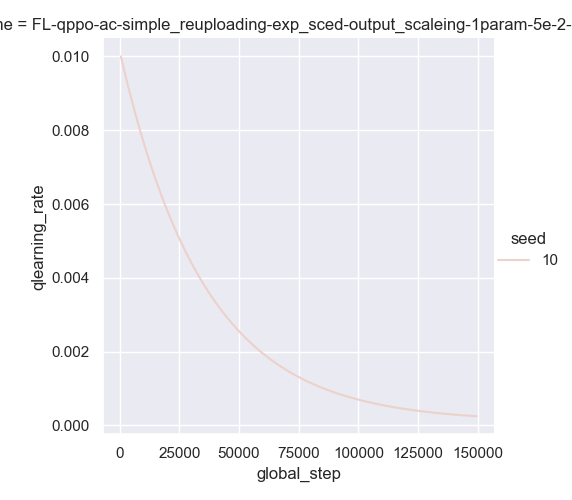 ne = FL-qppo-ac-simple_reuploading-exp_sced-output_scaleing-1param-5e-2-
0.010
0.008
0.006
0.004
0.002
0.000
qlearning_rate
seed
10
0 25000 50000 75000 100000 125000 150000
global_step